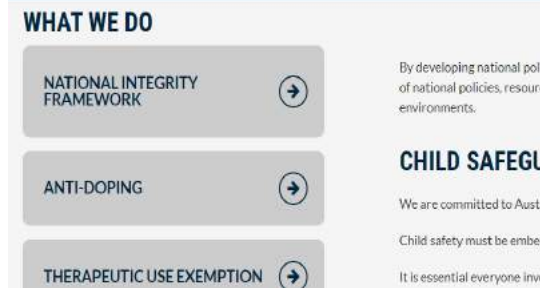 WHAT WE DO
NATIONAL INTEGRITY
FRAMEWORK
ANTI-DOPING
THERAPEUTIC USE EXEMPTION
By developing national
of national policies,
environments.
CHILD
We are committed to
Child safety must be
It is essential everyone